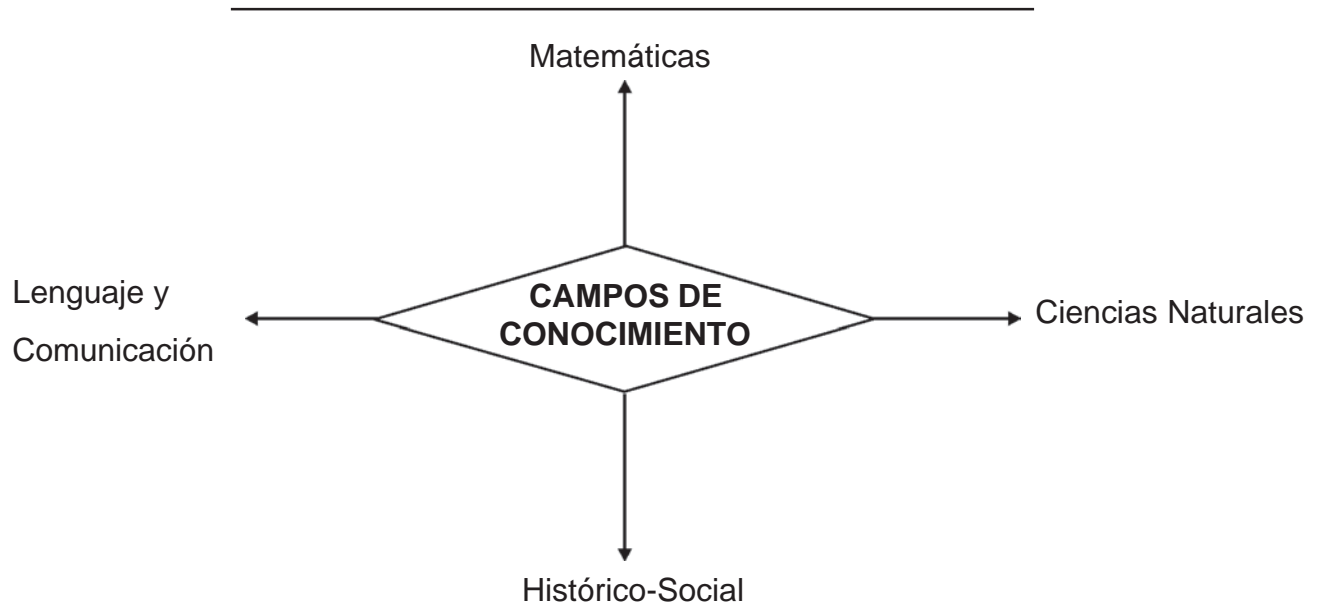 Matemáticas
Lenguaje y
Comunicación
CAMPOS DE
CONOCIMIENTO
Ciencias Naturales
Histórico-Social